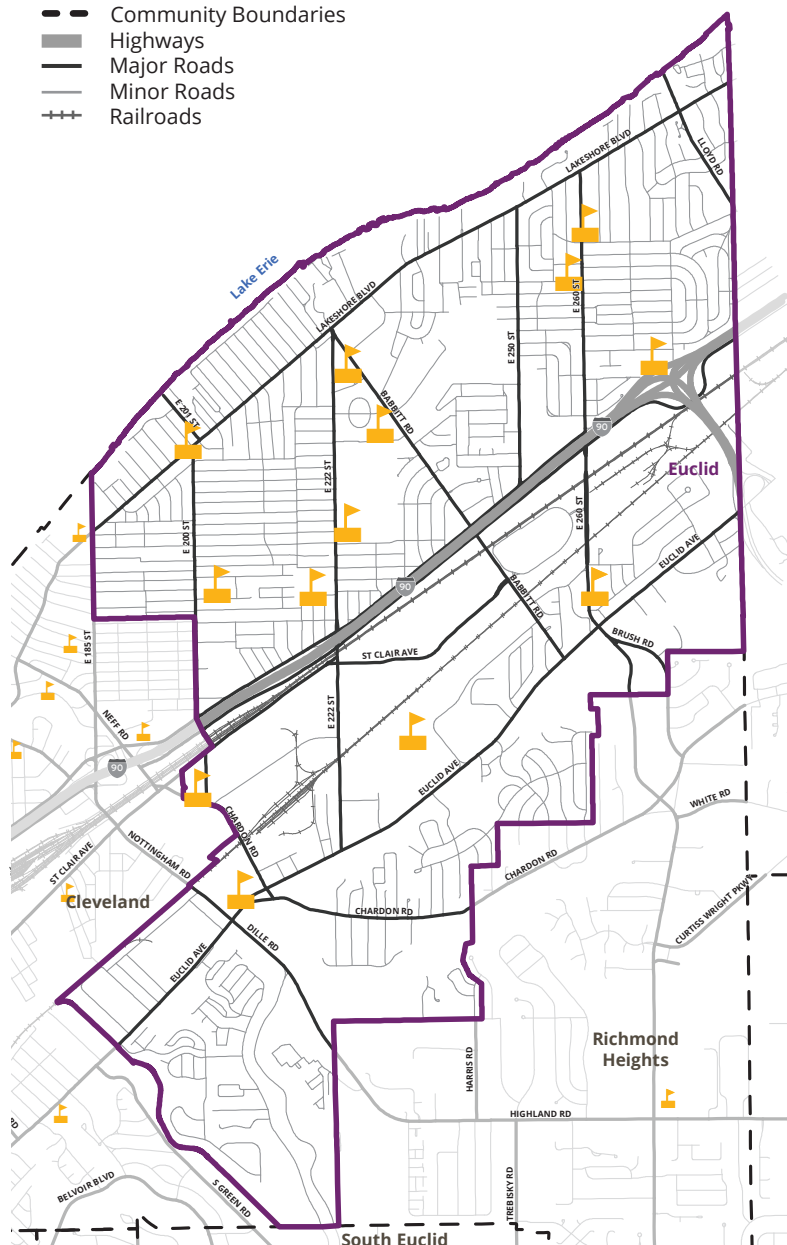 Community Boundaries
Highways
Major Roads
Minor Roads
Railroads
LAKESHORE BLVD
LLOYD RD
Lake Erie
E 260 ST
LAKESHORE BLVD
E 250 ST
E 201 ST
BABBITT RD
90
E 222 ST
Euclid
E 260 ST
E 200 ST
EUCLID AVE
90
BABBITT RD
BRUSH RD
E 185 ST
ST CLAIR AVE
NEFF RD
E 222 ST
90
EUCLID AVE
WHITE RD
CHARDON RD
NOTTINGHAM RD
ST CLAIR AVE
CHARDON RD
Cleveland
CURTISS WRIGHT PKWY
CHARDON RD
DILLE RD
EUCLID AVE
Richmond
Heights
HARRIS RD
HIGHLAND RD
RD
BELVOIR BLVD
S GREEN RD
TREBISKY RD
South Euclid